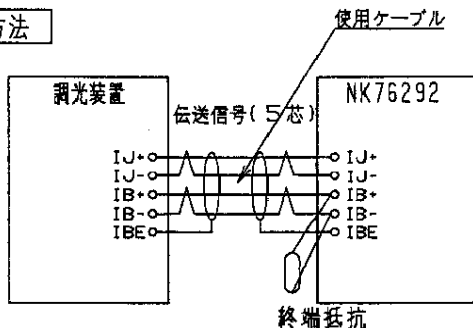 方法
使用ケーブル
調光装置
伝送信号(5芯)
NK76292
IJ+ IJ+
IJ- IJ-
IB+ IB+
IB- IB-
IBE IBE
終端抵抗